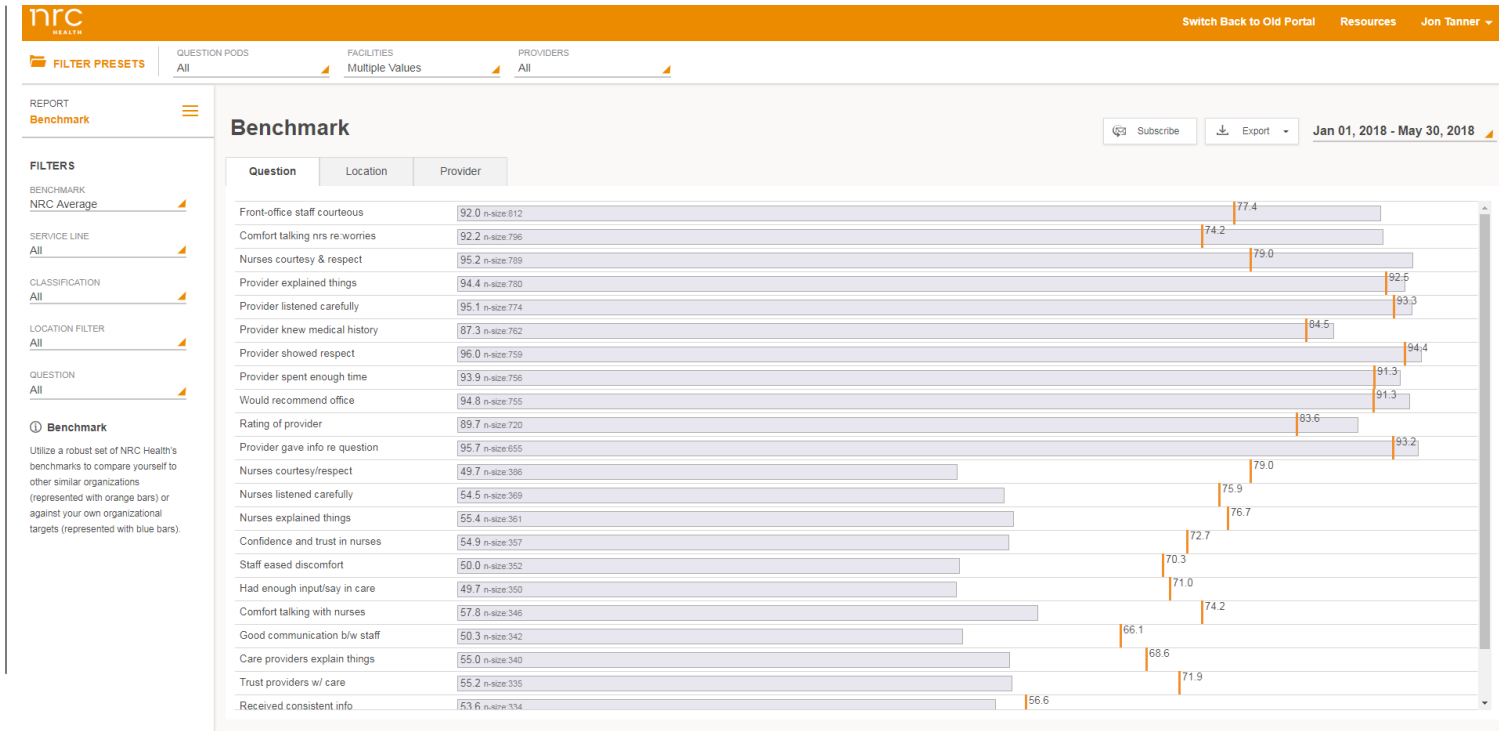 nrc
HEALTH
Switch Back to Old Portal Resources Jon Tanner
FILTER PRESETS
QUESTION PODS
All
FACILITIES
Multiple Values
PROVIDERS
All
REPORT
Benchmark
FILTERS
BENCHMARK
NRC Average
SERVICE LINE
All
CLASSIFICATION
All
LOCATION FILTER
All
QUESTION
All
Benchmark
Utilize a robust set of NRC Health's
benchmarks to compare yourself to
other similar organizations
(represented with orange bars) or
against your own organizational
targets (represented with blue bars).
Benchmark
Subscribe Export Jan 01, 2018 - May 30, 2018
Question Location Provider
Front-office staff courteous 92.0 n-size:812 77.4
Comfort talking nrs re:worries 92.2 n-size:796 74.2
Nurses courtesy & respect 95.2 n-size:789 79.0
Provider explained things 94.4 n-size:780 92.5
Provider listened carefully 95.1 n-size:774 93.3
Provider knew medical history 87.3 n-size:762 84.5
Provider showed respect 96.0 n-size:759 94.4
Provider spent enough time 93.9 n-size:756 91.3
Would recommend office 94.8 n-size:755 91.3
Rating of provider 89.7 n-size:720 83.6
Provider gave info re question 95.7 n-size:655 93.2
Nurses courtesy/respect 49.7 n-size:386 79.0
Nurses listened carefully 54.5 n-size:369 75.9
Nurses explained things 55.4 n-size:361 76.7
Confidence and trust in nurses 54.9 n-size:357 72.7
Staff eased discomfort 50.0 n-size:352 70.3
Had enough input/say in care 49.7 n-size:350 71.0
Comfort talking with nurses 57.8 n-size:346 74.2
Good communication b/w staff 50.3 n-size:342 66.1
Care providers explain things 55.0 n-size:340 68.6
Trust providers w/ care 55.2 n-size:335 71.9
Received consistent info 53.6 n-size:334 56.6